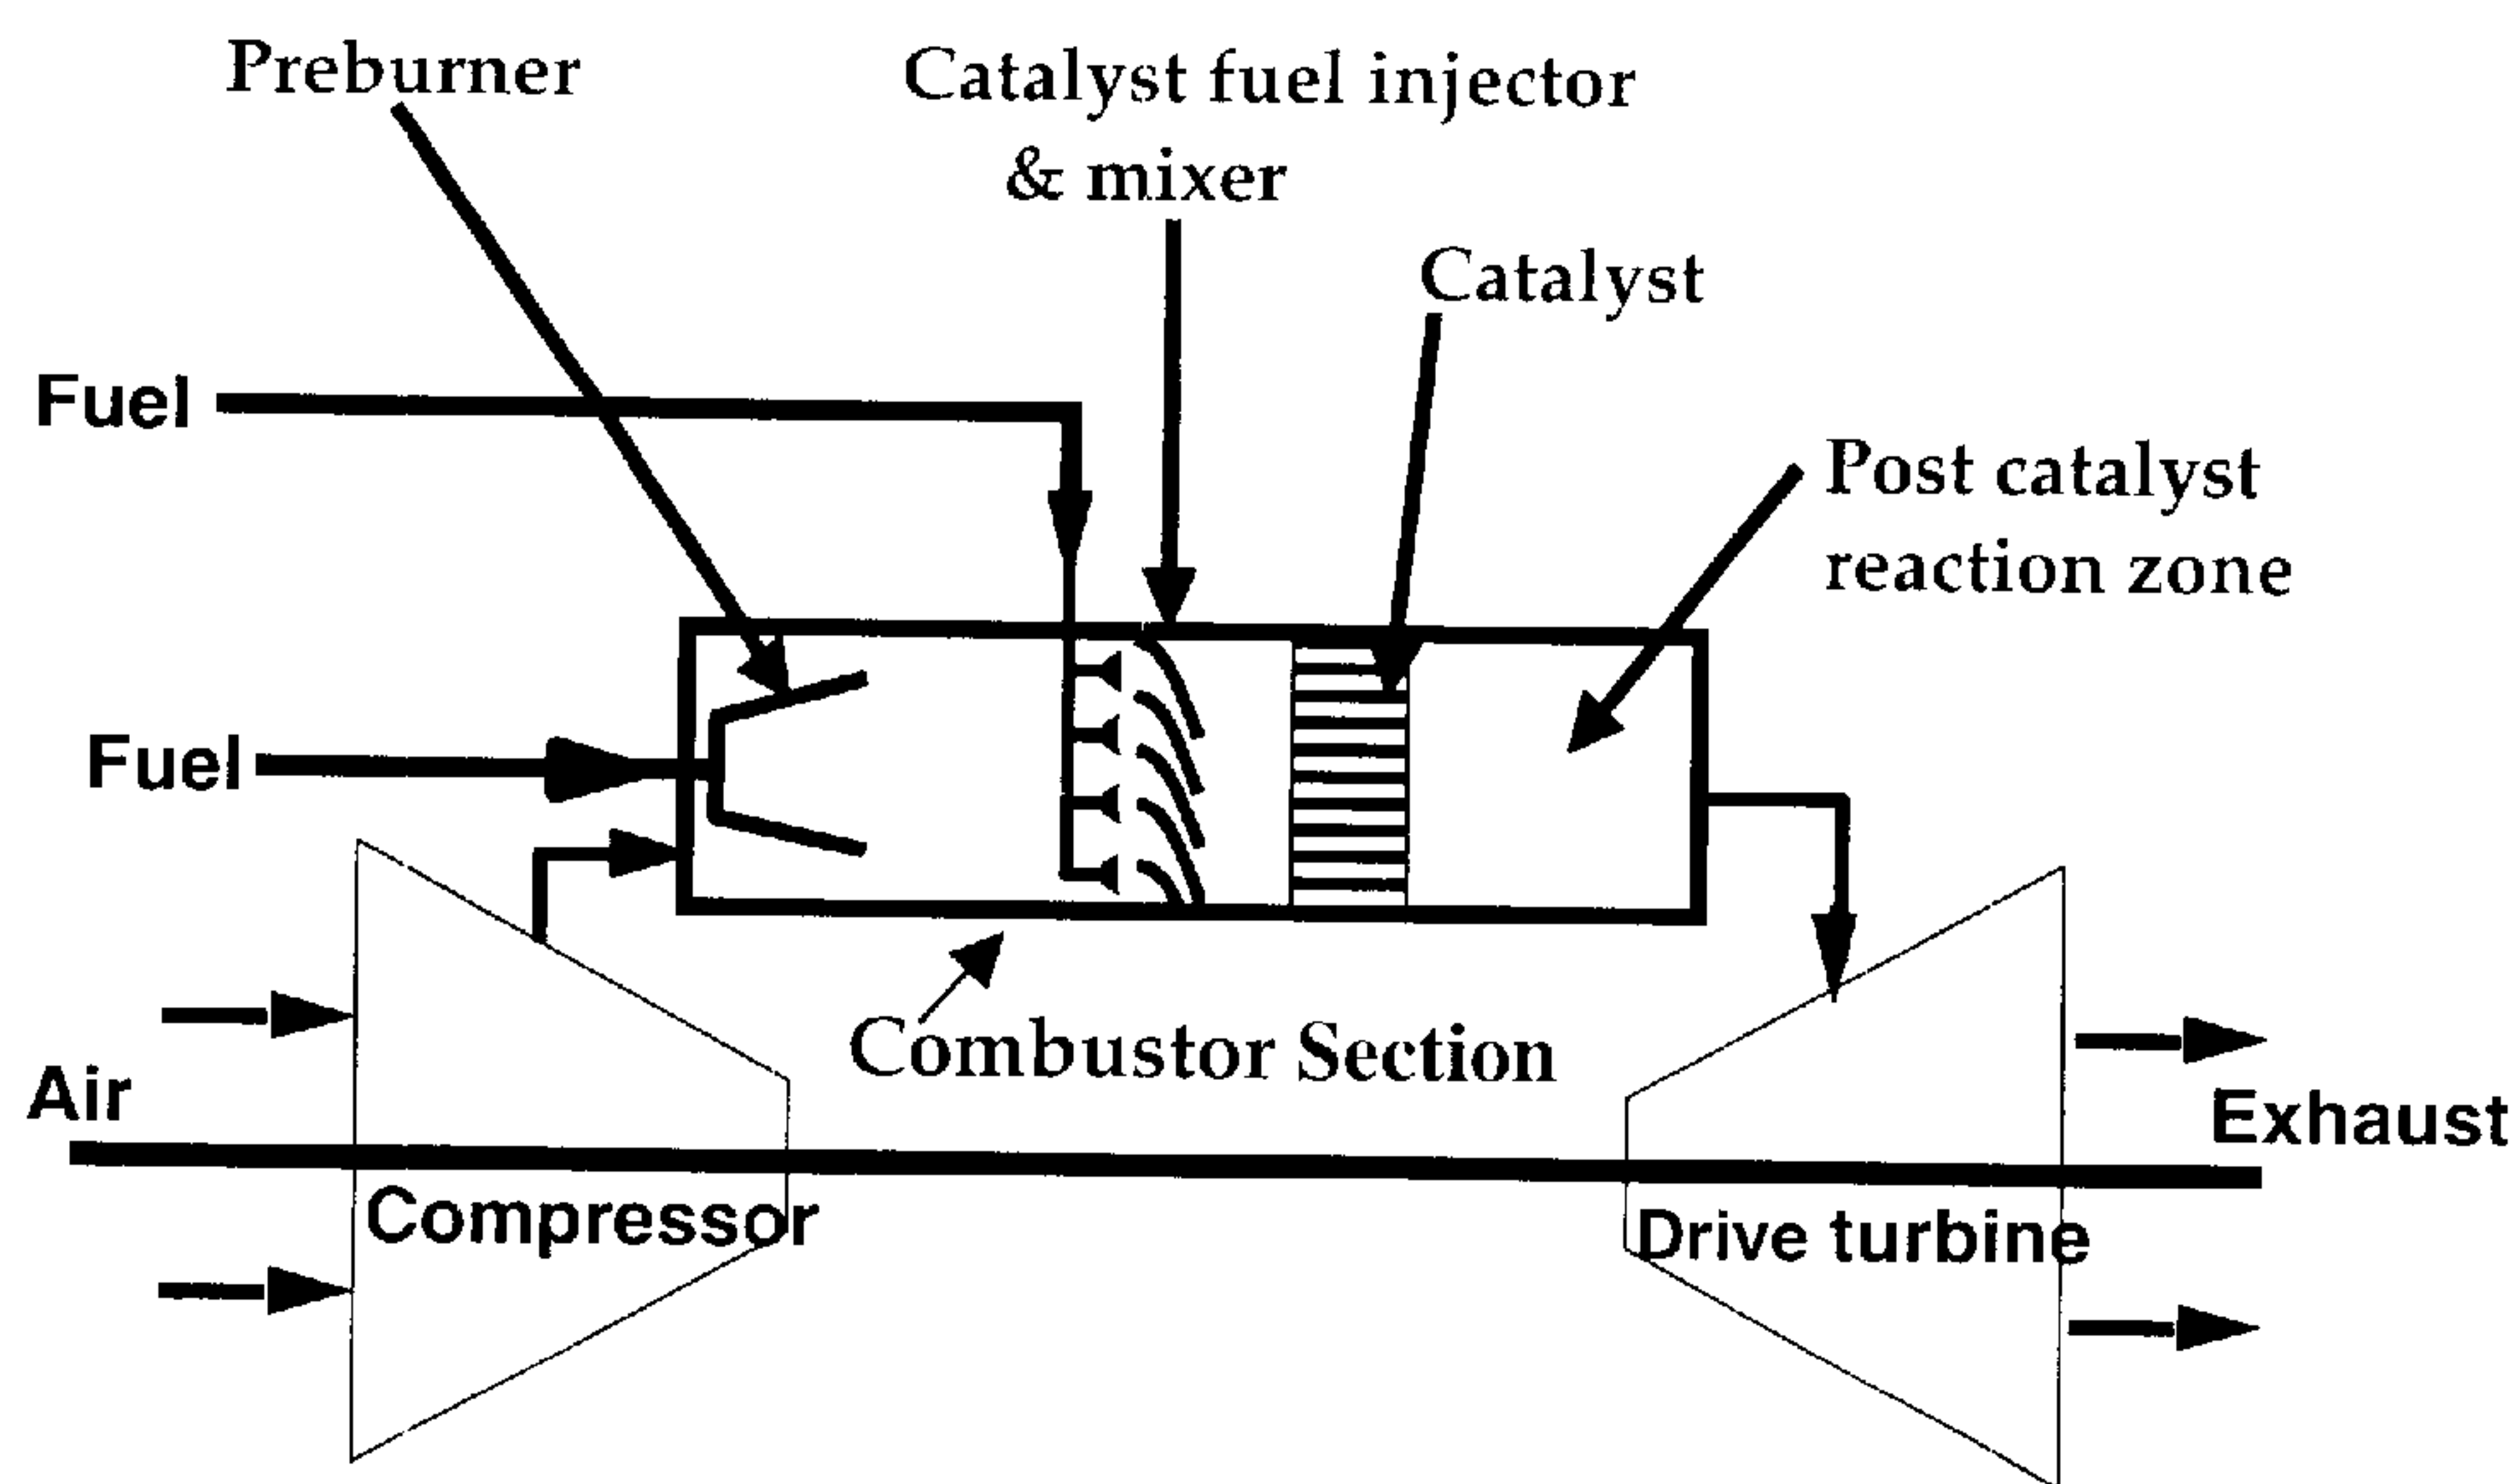 Preburner
Catalyst fuel injector
& mixer
Catalyst
Fuel
Post catalyst
reaction zone
Fuel
Combustor Section
Air
Exhaust
Compressor
Drive turbine